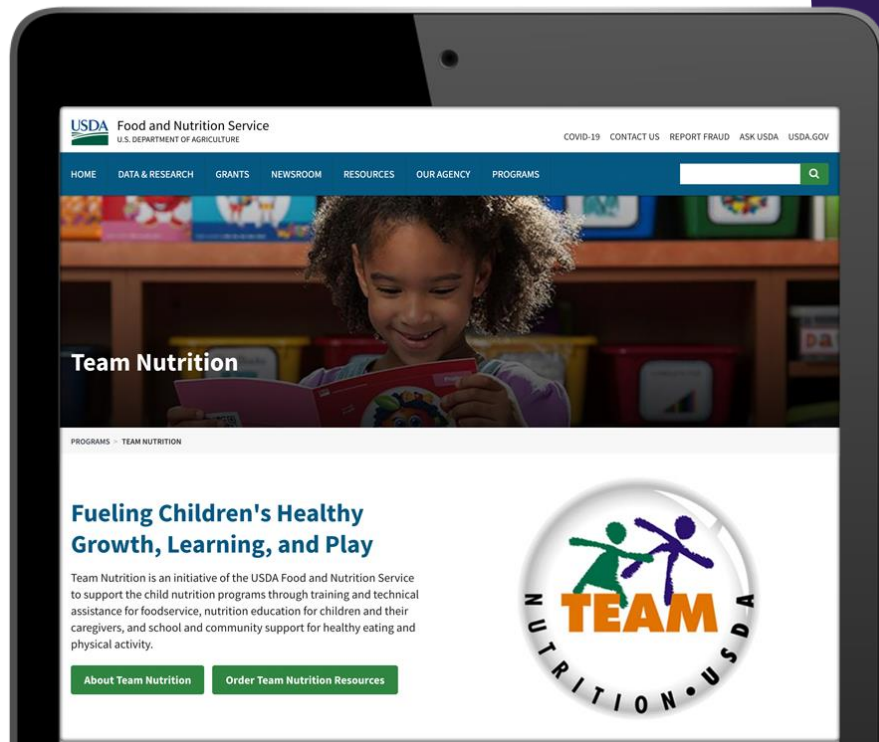 USDA Food and Nutrition Service
U.S. DEPARTMENT OF AGRICULTURE
COVID-19 CONTACT US REPORT FRAUD ASK USDA USDA.GOV
HOME DATA & RESEARCH GRANTS NEWSROOM RESOURCES OUR AGENCY PROGRAMS
Da
Team Nutrition
PROGRAMS > TEAM NUTRITION
Fueling Children's Healthy
Growth, Learning, and Play
Team Nutrition is an initiative of the USDA Food and Nutrition Service
to support the child nutrition programs through training and technical
assistance for foodservice, nutrition education for children and their
caregivers, and school and community support for healthy eating and
physical activity.
About Team Nutrition Order Team Nutrition Resources
TEAM
NUTRITION • USDA